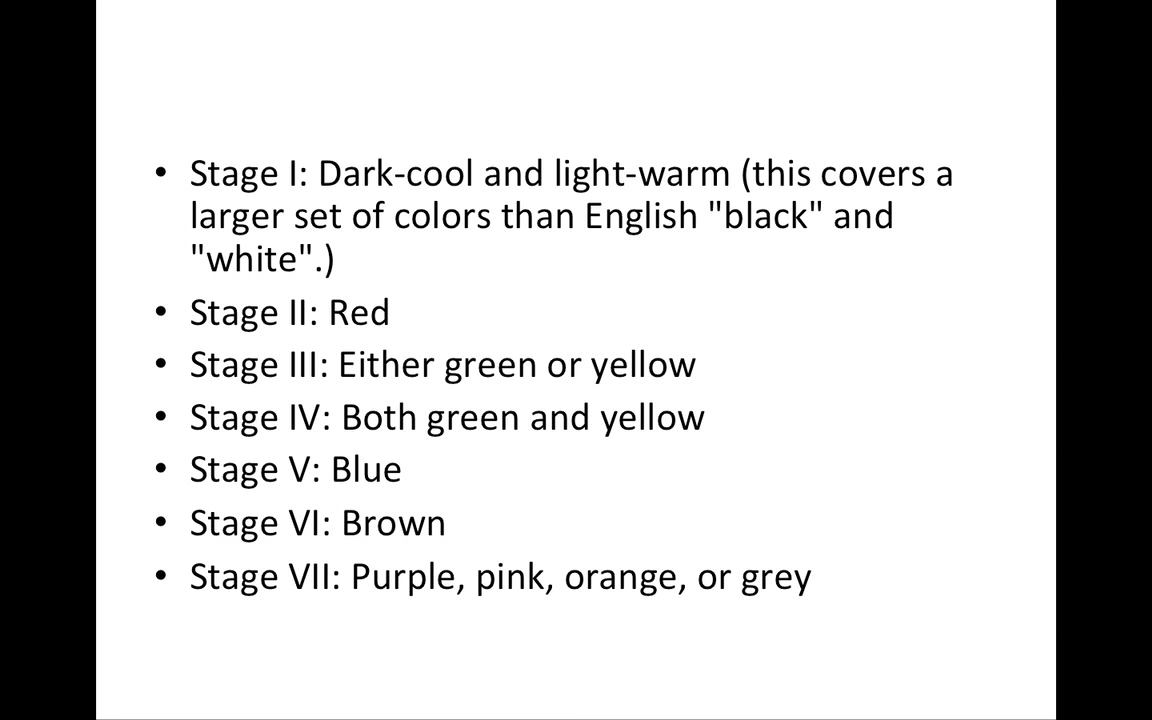 • Stage I: Dark-cool and light-warm (this covers a
larger set of colors than English "black" and
"white".)
• Stage II: Red
• Stage III: Either green or yellow
• Stage IV: Both green and yellow
• Stage V: Blue
• Stage VI: Brown
• Stage VII: Purple, pink, orange, or grey